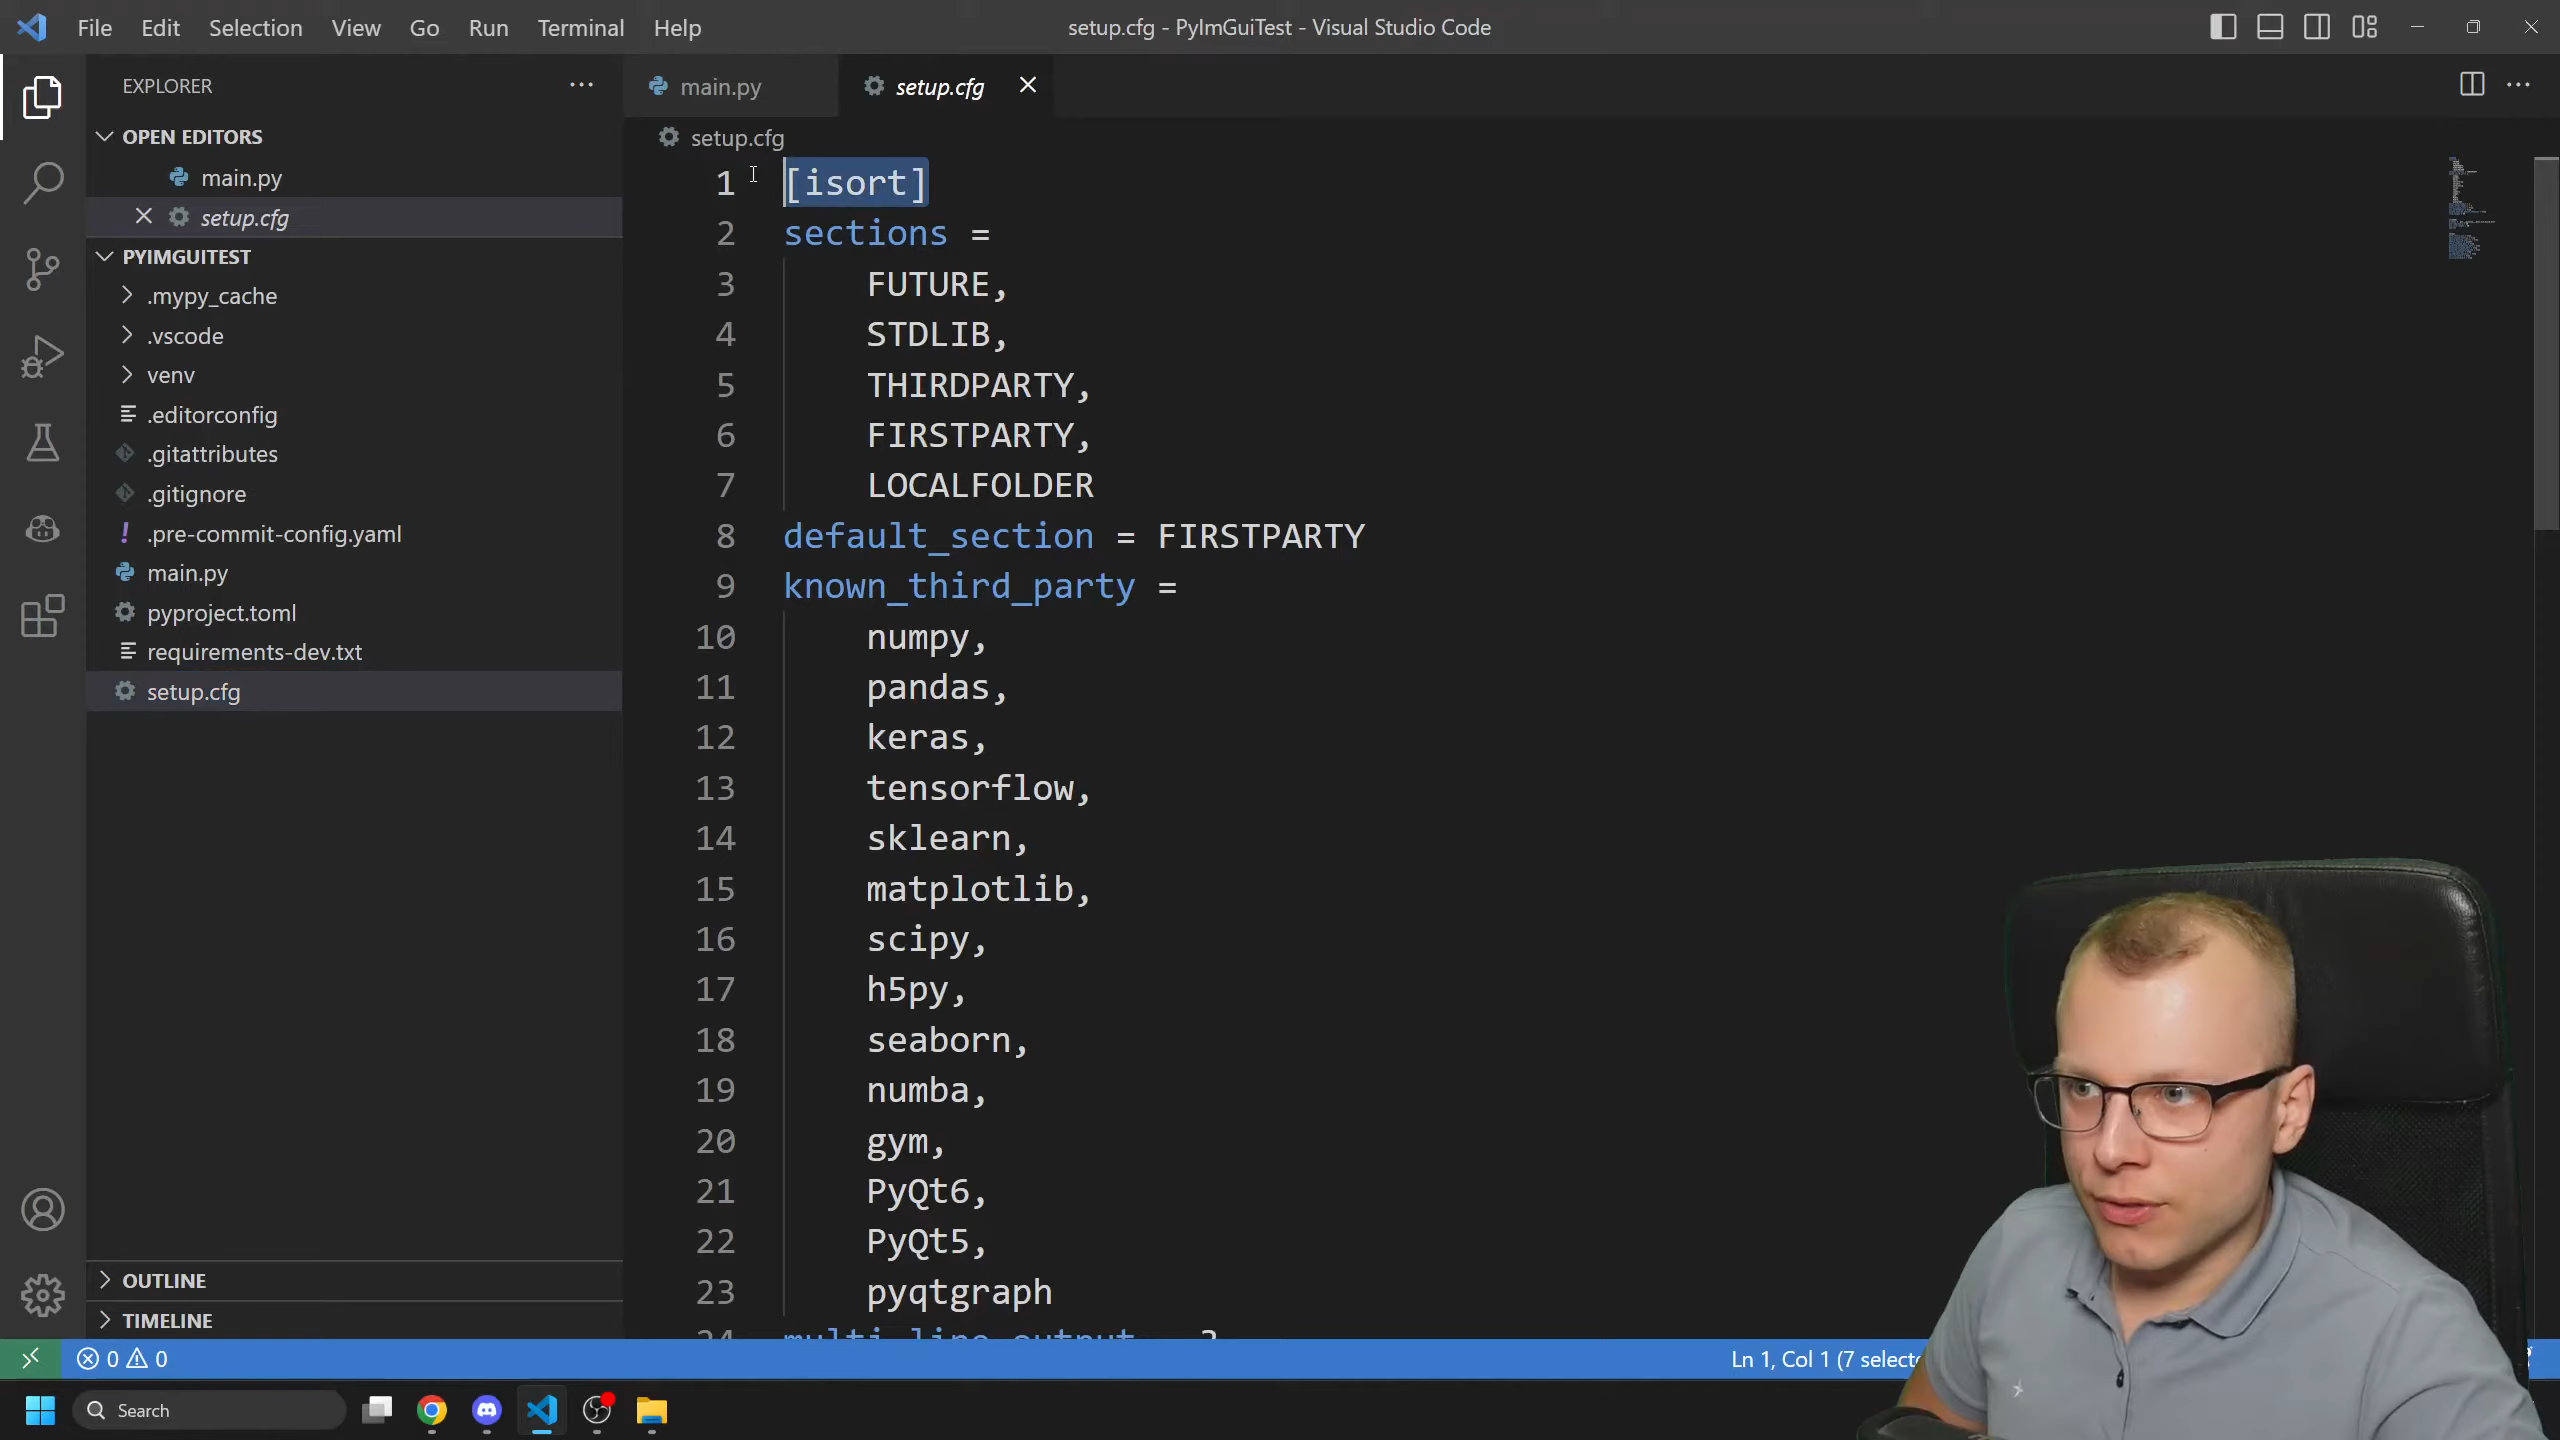 File Edit Selection View Go Run Terminal Help
setup.cfg - PyImGuiTest - Visual Studio Code
EXPLORER
OPEN EDITORS
main.py
setup.cfg
PYIMGUITEST
.mypy_cache
.vscode
venv
.editorconfig
.gitattributes
.gitignore
.pre-commit-config.yaml
main.py
pyproject.toml
requirements-dev.txt
setup.cfg
OUTLINE
TIMELINE
main.py
setup.cfg
setup.cfg
1 [isort]
2 sections =
3 FUTURE,
4 STDLIB,
5 THIRDPARTY,
6 FIRSTPARTY,
7 LOCALFOLDER
8 default_section = FIRSTPARTY
9 known_third_party =
10 numpy,
11 pandas,
12 keras,
13 tensorflow,
14 sklearn,
15 matplotlib,
16 scipy,
17 h5py,
18 seaborn,
19 numba,
20 gym,
21 PyQt6,
22 PyQt5,
23 pyqtgraph
0 0
Ln 1, Col 1 (7 selecte
Search